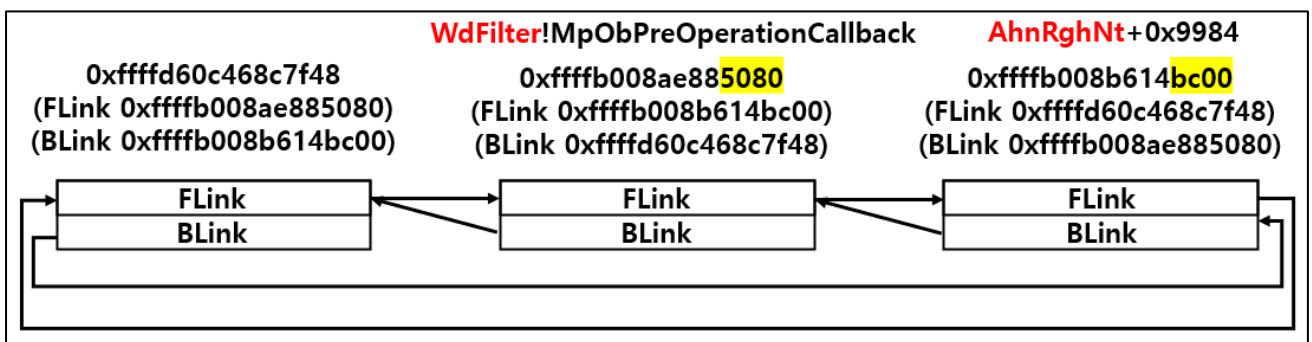 WdFilter!MpObPreOperationCallback
AhnRghNt+0x9984
0xffffd60c468c7f48
(FLink 0xffffb008ae885080)
(BLink 0xffffb008b614bc00)
0xffffb008ae885080
(FLink 0xffffb008b614bc00)
(BLink 0xffffd60c468c7f48)
0xffffb008b614bc00
(FLink 0xffffd60c468c7f48)
(BLink 0xffffb008ae885080)
FLink
BLink
FLink
BLink
FLink
BLink